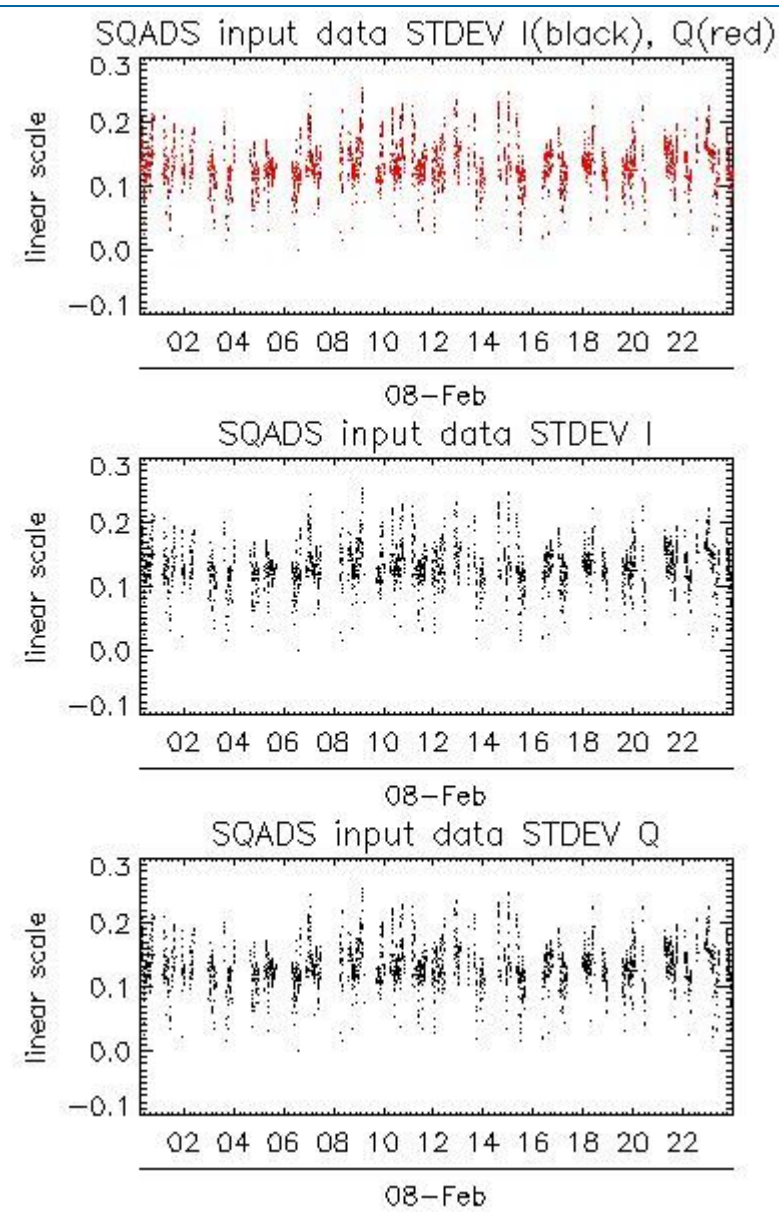 SQADS input data STDEV I(black), Q(red)
0.3
0.2
0.1
0.0
−0.1
linear scale
02 04 06 08 10 12 14 16 18 20 22
08−Feb
SQADS input data STDEV I
0.3
0.2
0.1
0.0
−0.1
linear scale
02 04 06 08 10 12 14 16 18 20 22
08−Feb
SQADS input data STDEV Q
0.3
0.2
0.1
0.0
−0.1
linear scale
02 04 06 08 10 12 14 16 18 20 22
08−Feb